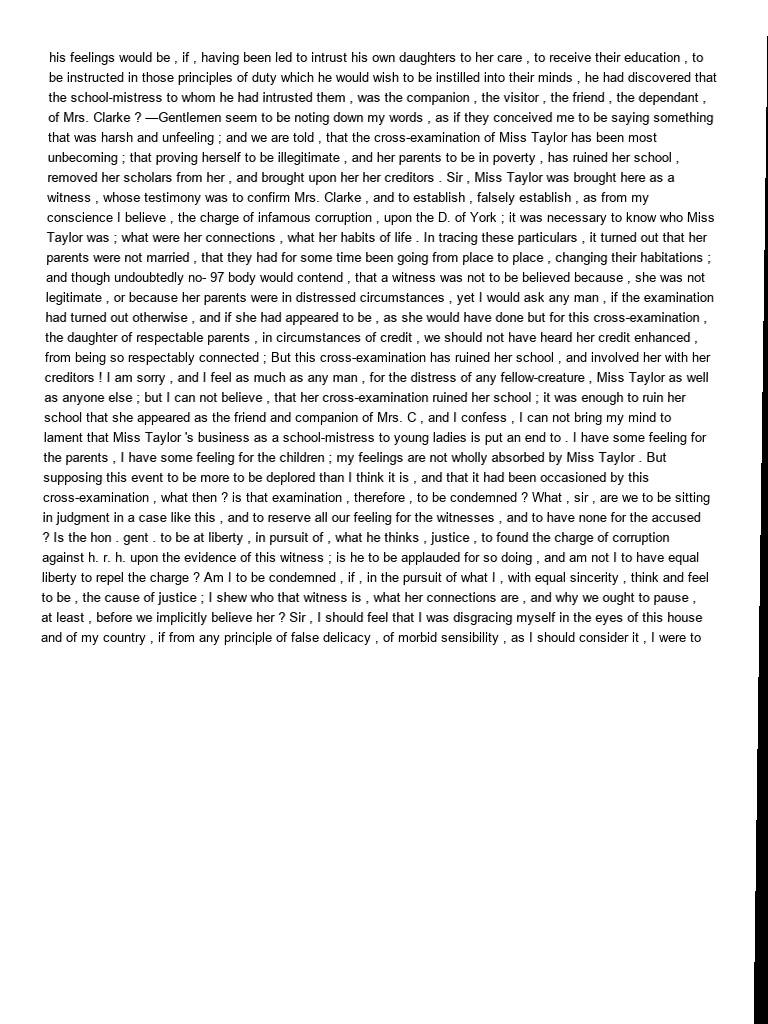 his feelings would be , if , having been led to intrust his own daughters to her care , to receive their education , to
be instructed in those principles of duty which he would wish to be instilled into their minds , he had discovered that
the school-mistress to whom he had intrusted them , was the companion , the visitor , the friend , the dependant ,
of Mrs. Clarke ? —Gentlemen seem to be noting down my words , as if they conceived me to be saying something
that was harsh and unfeeling ; and we are told , that the cross-examination of Miss Taylor has been most
unbecoming ; that proving herself to be illegitimate , and her parents to be in poverty , has ruined her school ,
removed her scholars from her , and brought upon her her creditors . Sir , Miss Taylor was brought here as a
witness , whose testimony was to confirm Mrs. Clarke , and to establish , falsely establish , as from my
conscience I believe , the charge of infamous corruption , upon the D. of York ; it was necessary to know who Miss
Taylor was ; what were her connections , what her habits of life . In tracing these particulars , it turned out that her
parents were not married , that they had for some time been going from place to place , changing their habitations ;
and though undoubtedly no- 97 body would contend , that a witness was not to be believed because , she was not
legitimate , or because her parents were in distressed circumstances , yet I would ask any man , if the examination
had turned out otherwise , and if she had appeared to be , as she would have done but for this cross-examination ,
the daughter of respectable parents , in circumstances of credit , we should not have heard her credit enhanced ,
from being so respectably connected ; But this cross-examination has ruined her school , and involved her with her
creditors ! I am sorry , and I feel as much as any man , for the distress of any fellow-creature , Miss Taylor as well
as anyone else ; but I can not believe , that her cross-examination ruined her school ; it was enough to ruin her
school that she appeared as the friend and companion of Mrs. C , and I confess , I can not bring my mind to
lament that Miss Taylor 's business as a school-mistress to young ladies is put an end to . I have some feeling for
the parents , I have some feeling for the children ; my feelings are not wholly absorbed by Miss Taylor . But
supposing this event to be more to be deplored than I think it is , and that it had been occasioned by this
cross-examination , what then ? is that examination , therefore , to be condemned ? What , sir , are we to be sitting
in judgment in a case like this , and to reserve all our feeling for the witnesses , and to have none for the accused
? Is the hon . gent . to be at liberty , in pursuit of , what he thinks , justice , to found the charge of corruption
against h. r. h. upon the evidence of this witness ; is he to be applauded for so doing , and am not I to have equal
liberty to repel the charge ? Am I to be condemned , if , in the pursuit of what I , with equal sincerity , think and feel
to be , the cause of justice ; I shew who that witness is , what her connections are , and why we ought to pause ,
at least , before we implicitly believe her ? Sir , I should feel that I was disgracing myself in the eyes of this house
and of my country , if from any principle of false delicacy , of morbid sensibility , as I should consider it , I were to